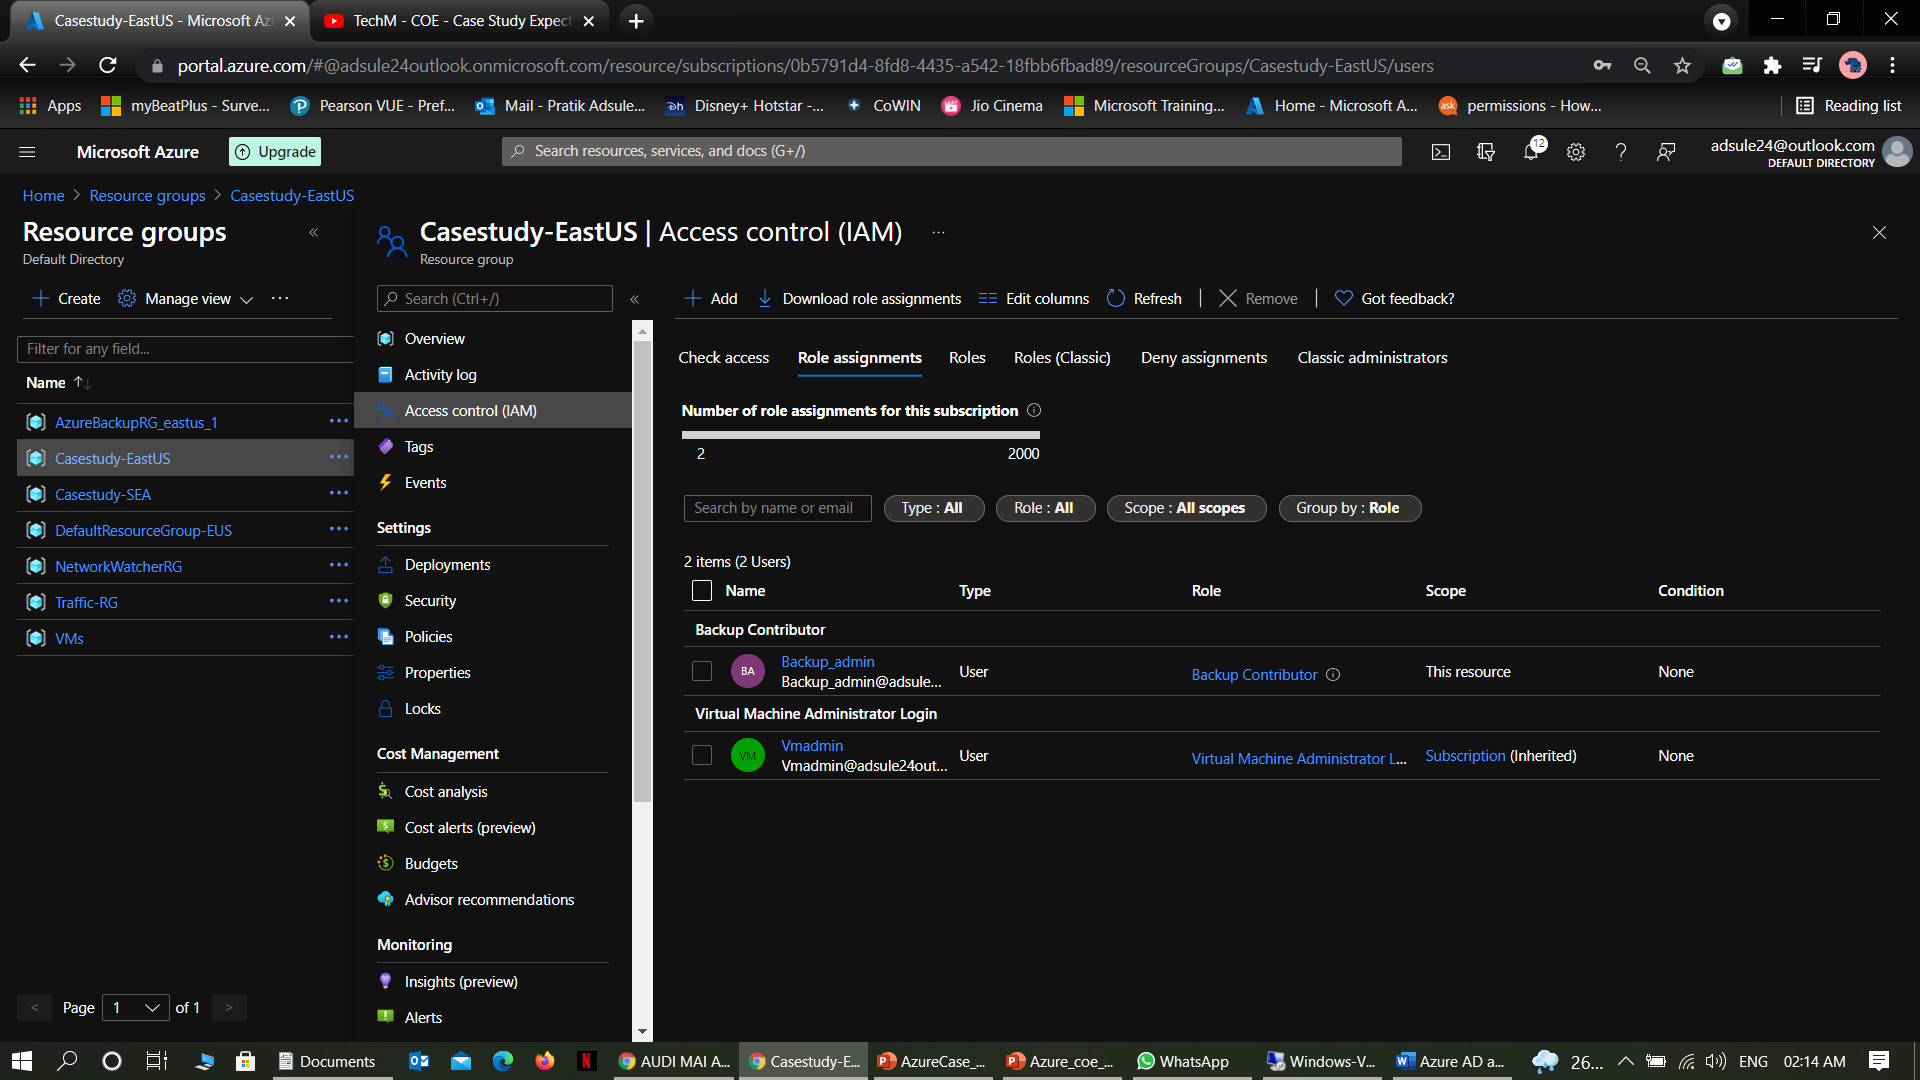 Casestudy-EastUS - Microsoft Az
TechM - COE - Case Study Expect
portal.azure.com/#@adsule24outlook.onmicrosoft.com/resource/subscriptions/0b5791d4-8fd8-4435-a542-18fbb6fbad89/resourceGroups/Casestudy-EastUS/users
Apps
myBeatPlus - Surve...
Pearson VUE - Pref...
Mail - Pratik Adsule...
Disney+ Hotstar -...
CoWIN
Jio Cinema
Microsoft Training...
Home - Microsoft A...
permissions - How...
Reading list
Microsoft Azure
Upgrade
Search resources, services, and docs (G+/)
12
adsule24@outlook.com
DEFAULT DIRECTORY
Home > Resource groups > Casestudy-EastUS
Resource groups
Default Directory
Create
Manage view
Filter for any field...
Name
AzureBackupRG_eastus_1
Casestudy-EastUS
Casestudy-SEA
DefaultResourceGroup-EUS
NetworkWatcherRG
Traffic-RG
VMs
< Page 1 of 1 >
Casestudy-EastUS | Access control (IAM) ...
Resource group
Search (Ctrl+/)
Overview
Activity log
Access control (IAM)
Tags
Events
Settings
Deployments
Security
Policies
Properties
Locks
Cost Management
Cost analysis
Cost alerts (preview)
Budgets
Advisor recommendations
Monitoring
Insights (preview)
Alerts
Add
Download role assignments
Edit columns
Refresh
Remove
Got feedback?
Check access
Role assignments
Roles
Roles (Classic)
Deny assignments
Classic administrators
Number of role assignments for this subscription
2
2000
Search by name or email
Type : All
Role : All
Scope : All scopes
Group by : Role
2 items (2 Users)
Name Type Role Scope Condition
Backup Contributor
BA Backup_admin
Backup_admin@adsule... User Backup Contributor This resource None
Virtual Machine Administrator Login
VM Vmadmin
Vmadmin@adsule24out... User Virtual Machine Administrator L... Subscription (Inherited) None
Documents
AUDI MAI A...
Casestudy-E...
AzureCase_...
Azure_coe_...
WhatsApp
Windows-V...
Azure AD a...
26...
ENG
02:14 AM